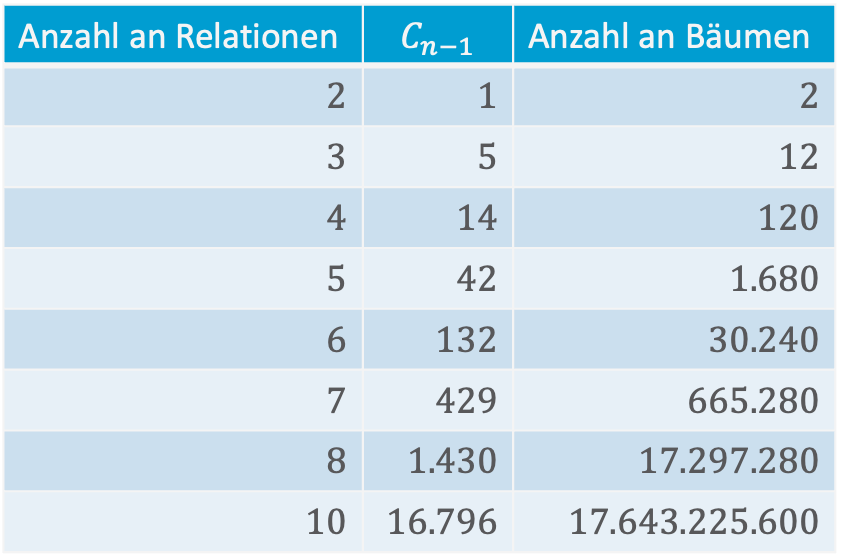 Anzahl an Relationen 𝐶𝑛−1 Anzahl an Bäumen
2 1 2
3 5 12
4 14 120
5 42 1.680
6 132 30.240
7 429 665.280
8 1.430 17.297.280
10 16.796 17.643.225.600